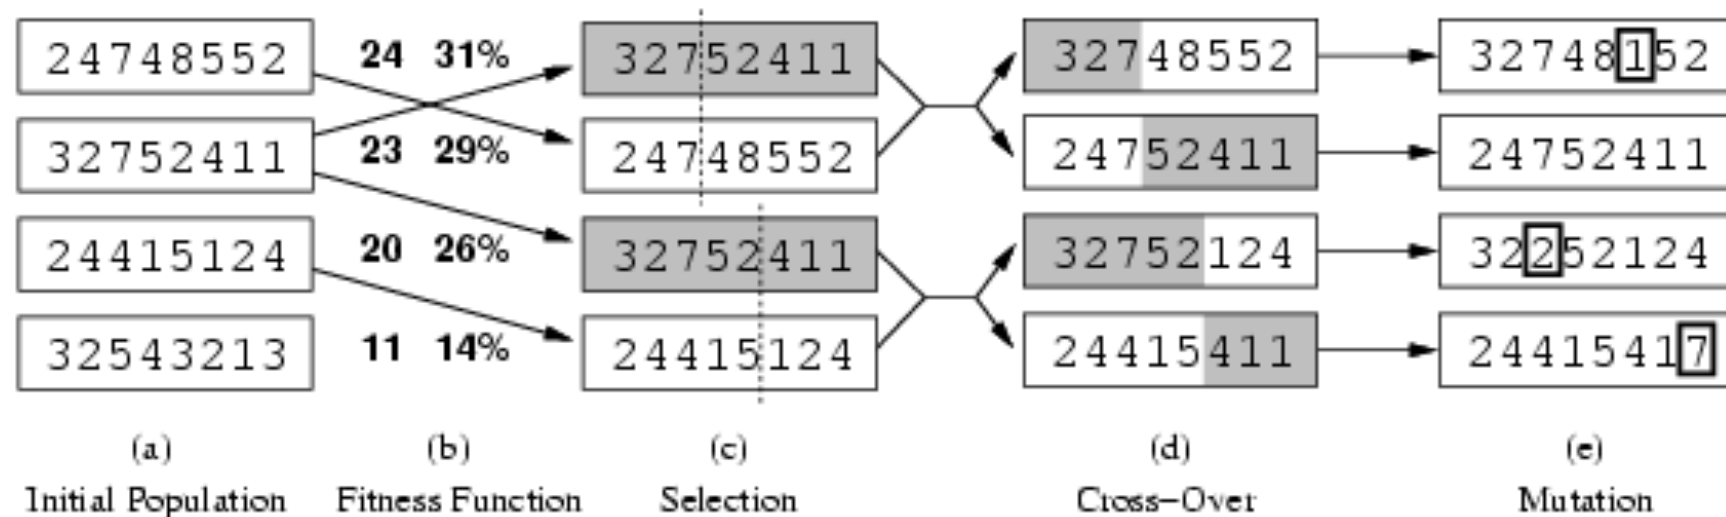 24748552 24 31% 32752411 32748552 32748152
32752411 23 29% 24748552 24752411 24752411
24415124 20 26% 32752411 32752124 32252124
32543213 11 14% 24415124 24415411 24415417
(a) (b) (c) (d) (e)
Initial Population Fitness Function Selection Cross–Over Mutation